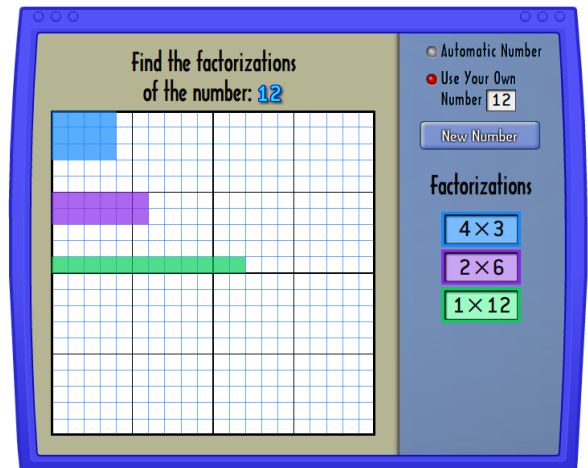 Find the factorizations
of the number: 12
Automatic Number
Use Your Own
Number 12
New Number
Factorizations
4×3
2×6
1×12